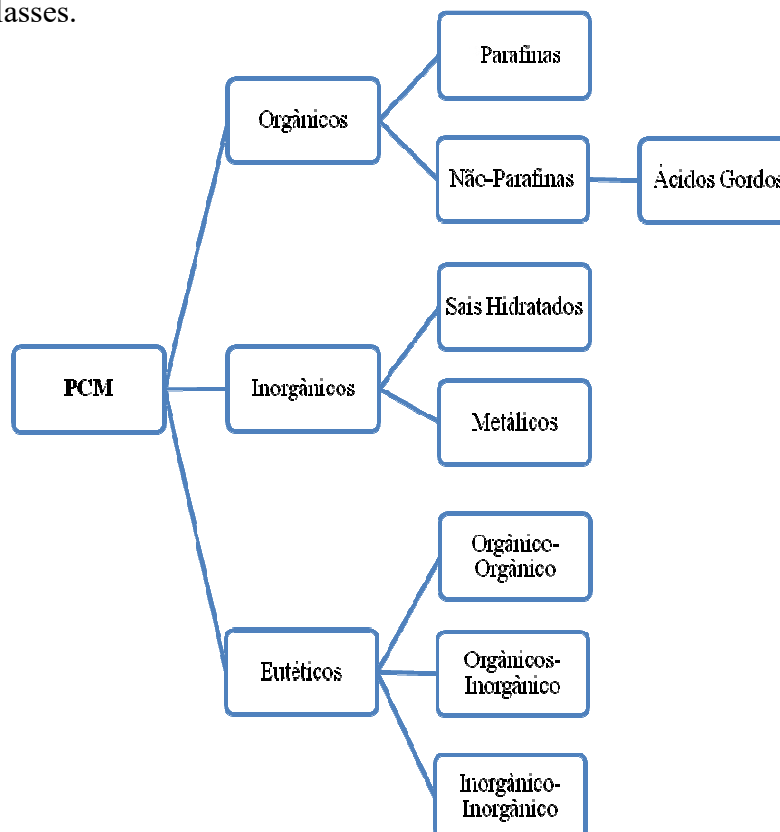 lasses.
Parafinas
Orgânicos
Não-Parafinas
Ácidos Gordos
Sais Hidratados
PCM
Inorgânicos
Metálicos
Orgânico-
Orgânico
Eutéticos
Orgânicos-
Inorgânico
Inorgânico-
Inorgânico